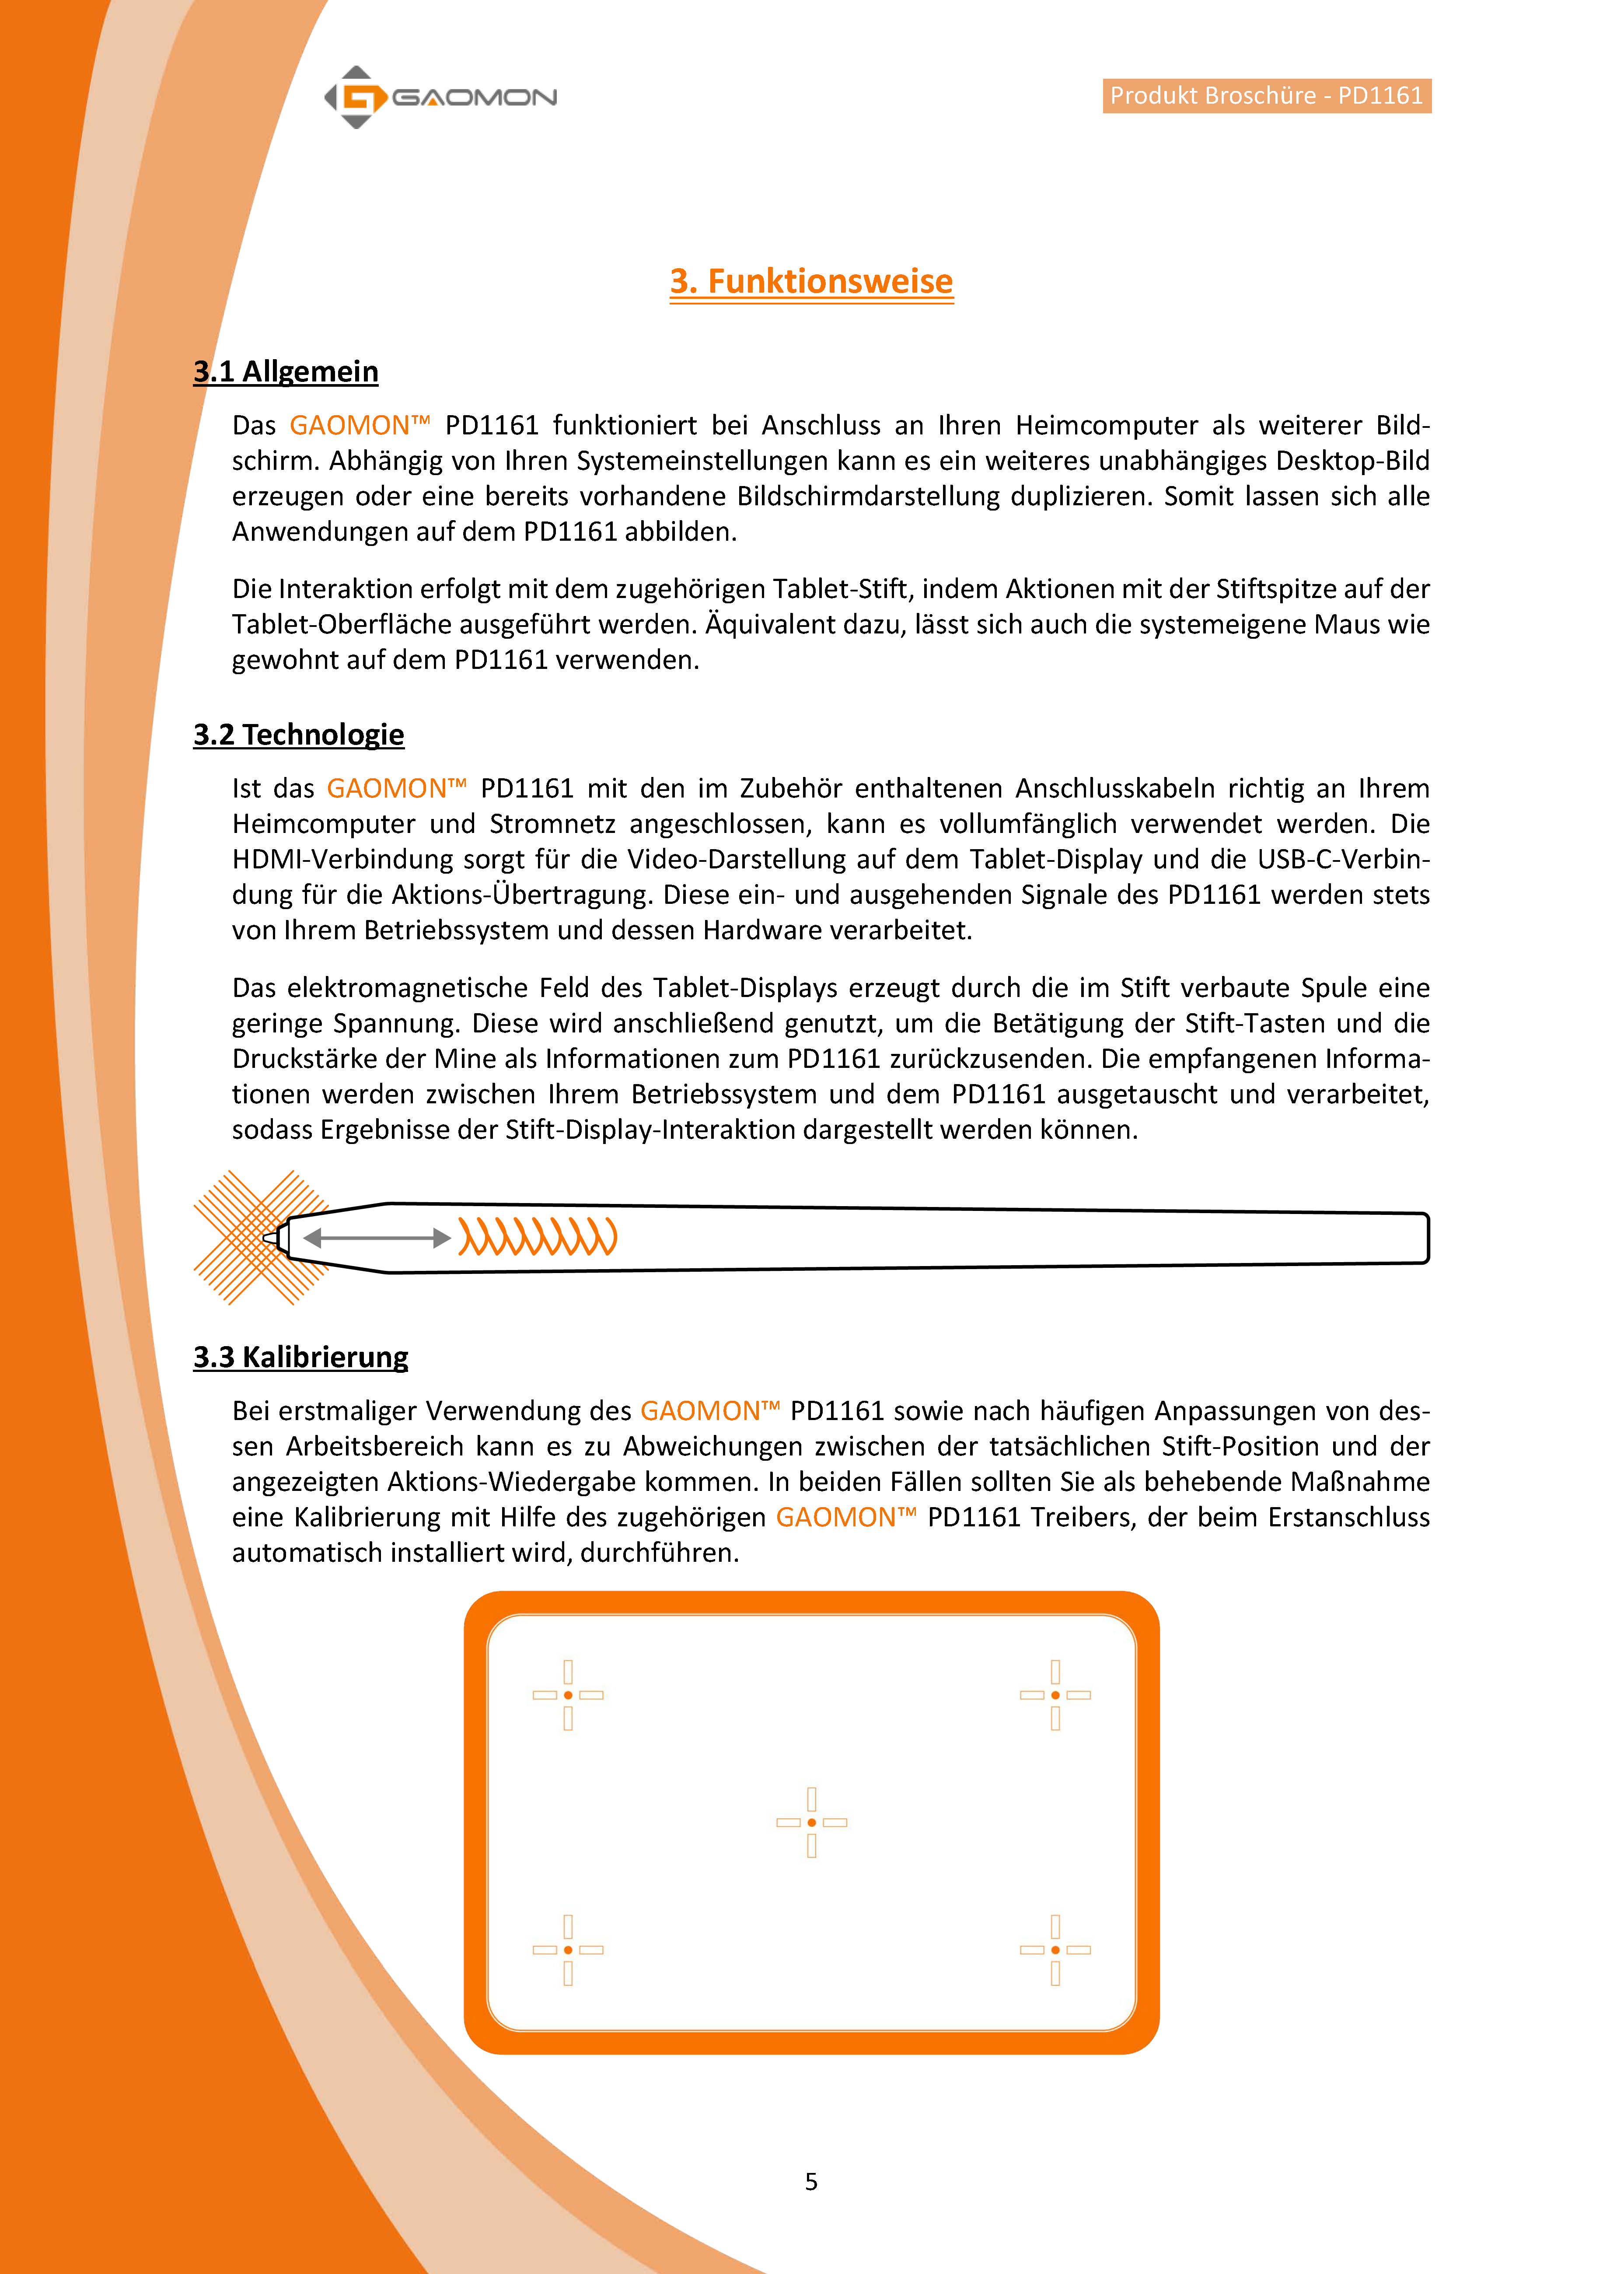 GAOMON
Produkt Broschüre - PD1161
3. Funktionsweise
3.1 Allgemein
Das GAOMON™ PD1161 funktioniert bei Anschluss an Ihren Heimcomputer als weiterer Bild-
schirm. Abhängig von Ihren Systemeinstellungen kann es ein weiteres unabhängiges Desktop-Bild
erzeugen oder eine bereits vorhandene Bildschirmdarstellung duplizieren. Somit lassen sich alle
Anwendungen auf dem PD1161 abbilden.
Die Interaktion erfolgt mit dem zugehörigen Tablet-Stift, indem Aktionen mit der Stiftspitze auf der
Tablet-Oberfläche ausgeführt werden. Äquivalent dazu, lässt sich auch die systemeigene Maus wie
gewohnt auf dem PD1161 verwenden.
3.2 Technologie
Ist das GAOMON™ PD1161 mit den im Zubehör enthaltenen Anschlusskabeln richtig an Ihrem
Heimcomputer und Stromnetz angeschlossen, kann es vollumfänglich verwendet werden. Die
HDMI-Verbindung sorgt für die Video-Darstellung auf dem Tablet-Display und die USB-C-Verbin-
dung für die Aktions-Übertragung. Diese ein- und ausgehenden Signale des PD1161 werden stets
von Ihrem Betriebssystem und dessen Hardware verarbeitet.
Das elektromagnetische Feld des Tablet-Displays erzeugt durch die im Stift verbaute Spule eine
geringe Spannung. Diese wird anschließend genutzt, um die Betätigung der Stift-Tasten und die
Druckstärke der Mine als Informationen zum PD1161 zurückzusenden. Die empfangenen Informa-
tionen werden zwischen Ihrem Betriebssystem und dem PD1161 ausgetauscht und verarbeitet,
sodass Ergebnisse der Stift-Display-Interaktion dargestellt werden können.
3.3 Kalibrierung
Bei erstmaliger Verwendung des GAOMON™ PD1161 sowie nach häufigen Anpassungen von des-
sen Arbeitsbereich kann es zu Abweichungen zwischen der tatsächlichen Stift-Position und der
angezeigten Aktions-Wiedergabe kommen. In beiden Fällen sollten Sie als behebende Maßnahme
eine Kalibrierung mit Hilfe des zugehörigen GAOMON™ PD1161 Treibers, der beim Erstanschluss
automatisch installiert wird, durchführen.
5